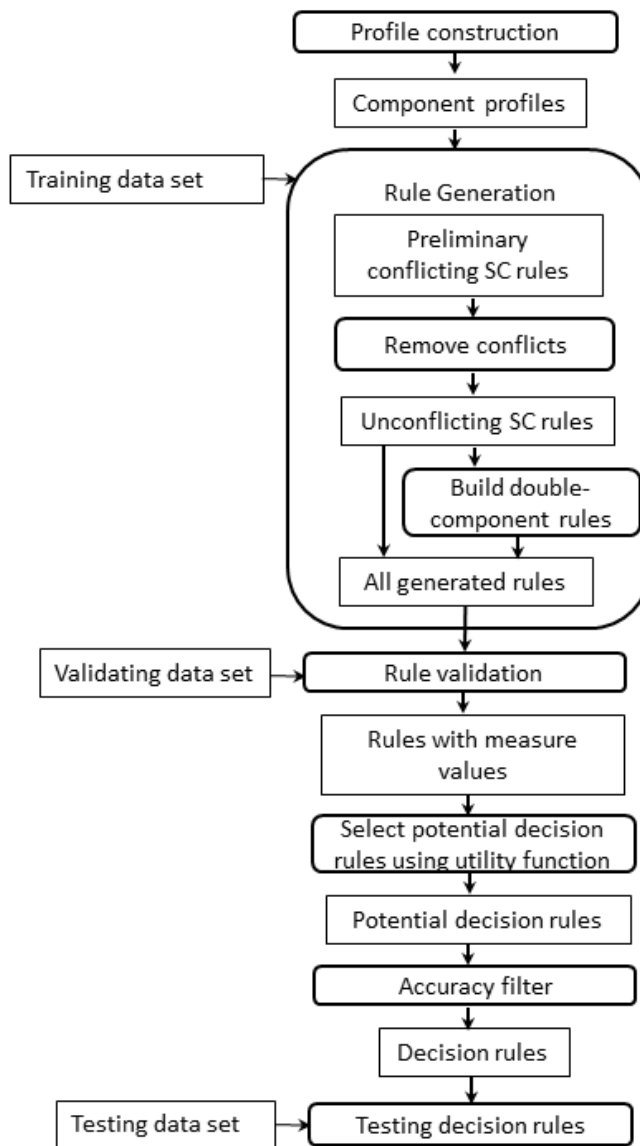 Profile construction
Component profiles
Training data set
Rule Generation
Preliminary
conflicting SC rules
Remove conflicts
Unconflicting SC rules
Build double-
component rules
All generated rules
Validating data set
Rule validation
Rules with measure
values
Select potential decision
rules using utility function
Potential decision rules
Accuracy filter
Decision rules
Testing data set
Testing decision rules